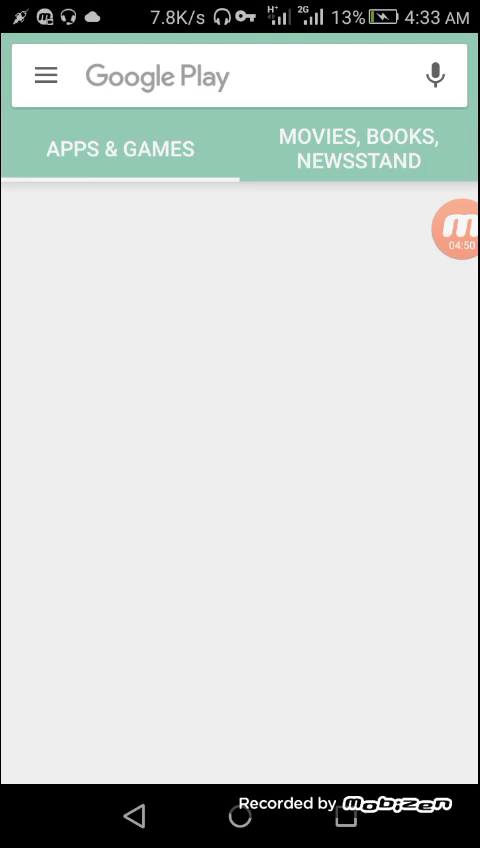 7.8K/s H+ 2G 13% 4:33 AM
Google Play
APPS & GAMES
MOVIES, BOOKS,
NEWSSTAND
m
04:50
Recorded by Mobizen